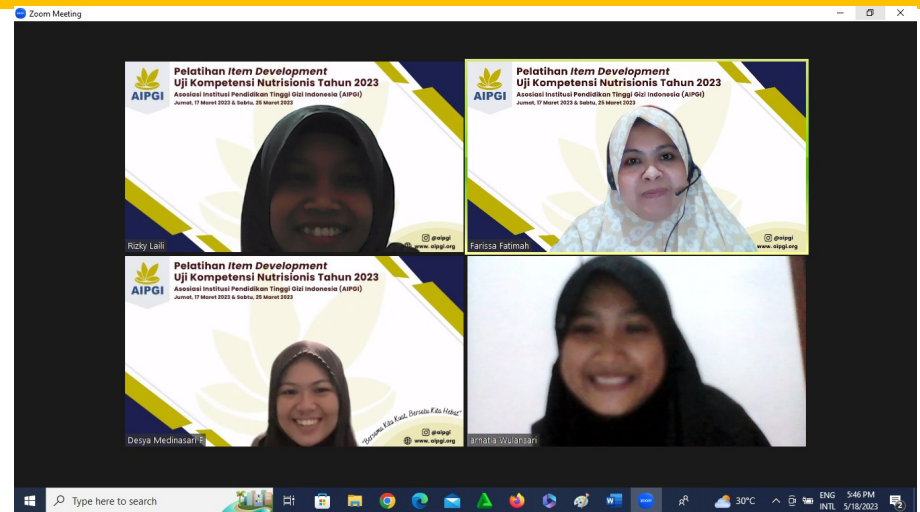 Zoom Meeting
AIPGI
Pelatihan Item Development
Uji Kompetensi Nutrisionis Tahun 2023
Asosiasi Institusi Pendidikan Tinggi Gizi Indonesia (AIPGI)
Jumat, 17 Maret 2023 & Sabtu, 25 Maret 2023
www. aipgi.org
Rizky Laili
AIPGI
Pelatihan Item Development
Uji Kompetensi Nutrisionis Tahun 2023
Asosiasi Institusi Pendidikan Tinggi Gizi Indonesia (AIPGI)
Jumat, 17 Maret 2023 & Sabtu, 25 Maret 2023
@aipgi
www. aipgi.org
Farissa Fatimah
AIPGI
Pelatihan Item Development
Uji Kompetensi Nutrisionis Tahun 2023
Asosiasi Institusi Pendidikan Tinggi Gizi Indonesia (AIPGI)
Jumat, 17 Maret 2023 & Sabtu, 25 Maret 2023
"Bersama Kita Kuat, Bersatu Kita Hebat"
@aipgi
www. aipgi.org
Desya Medinasari F
arnatia Wulansari
Type here to search
30°C
ENG
INTL
5:46 PM
5/18/2023
2